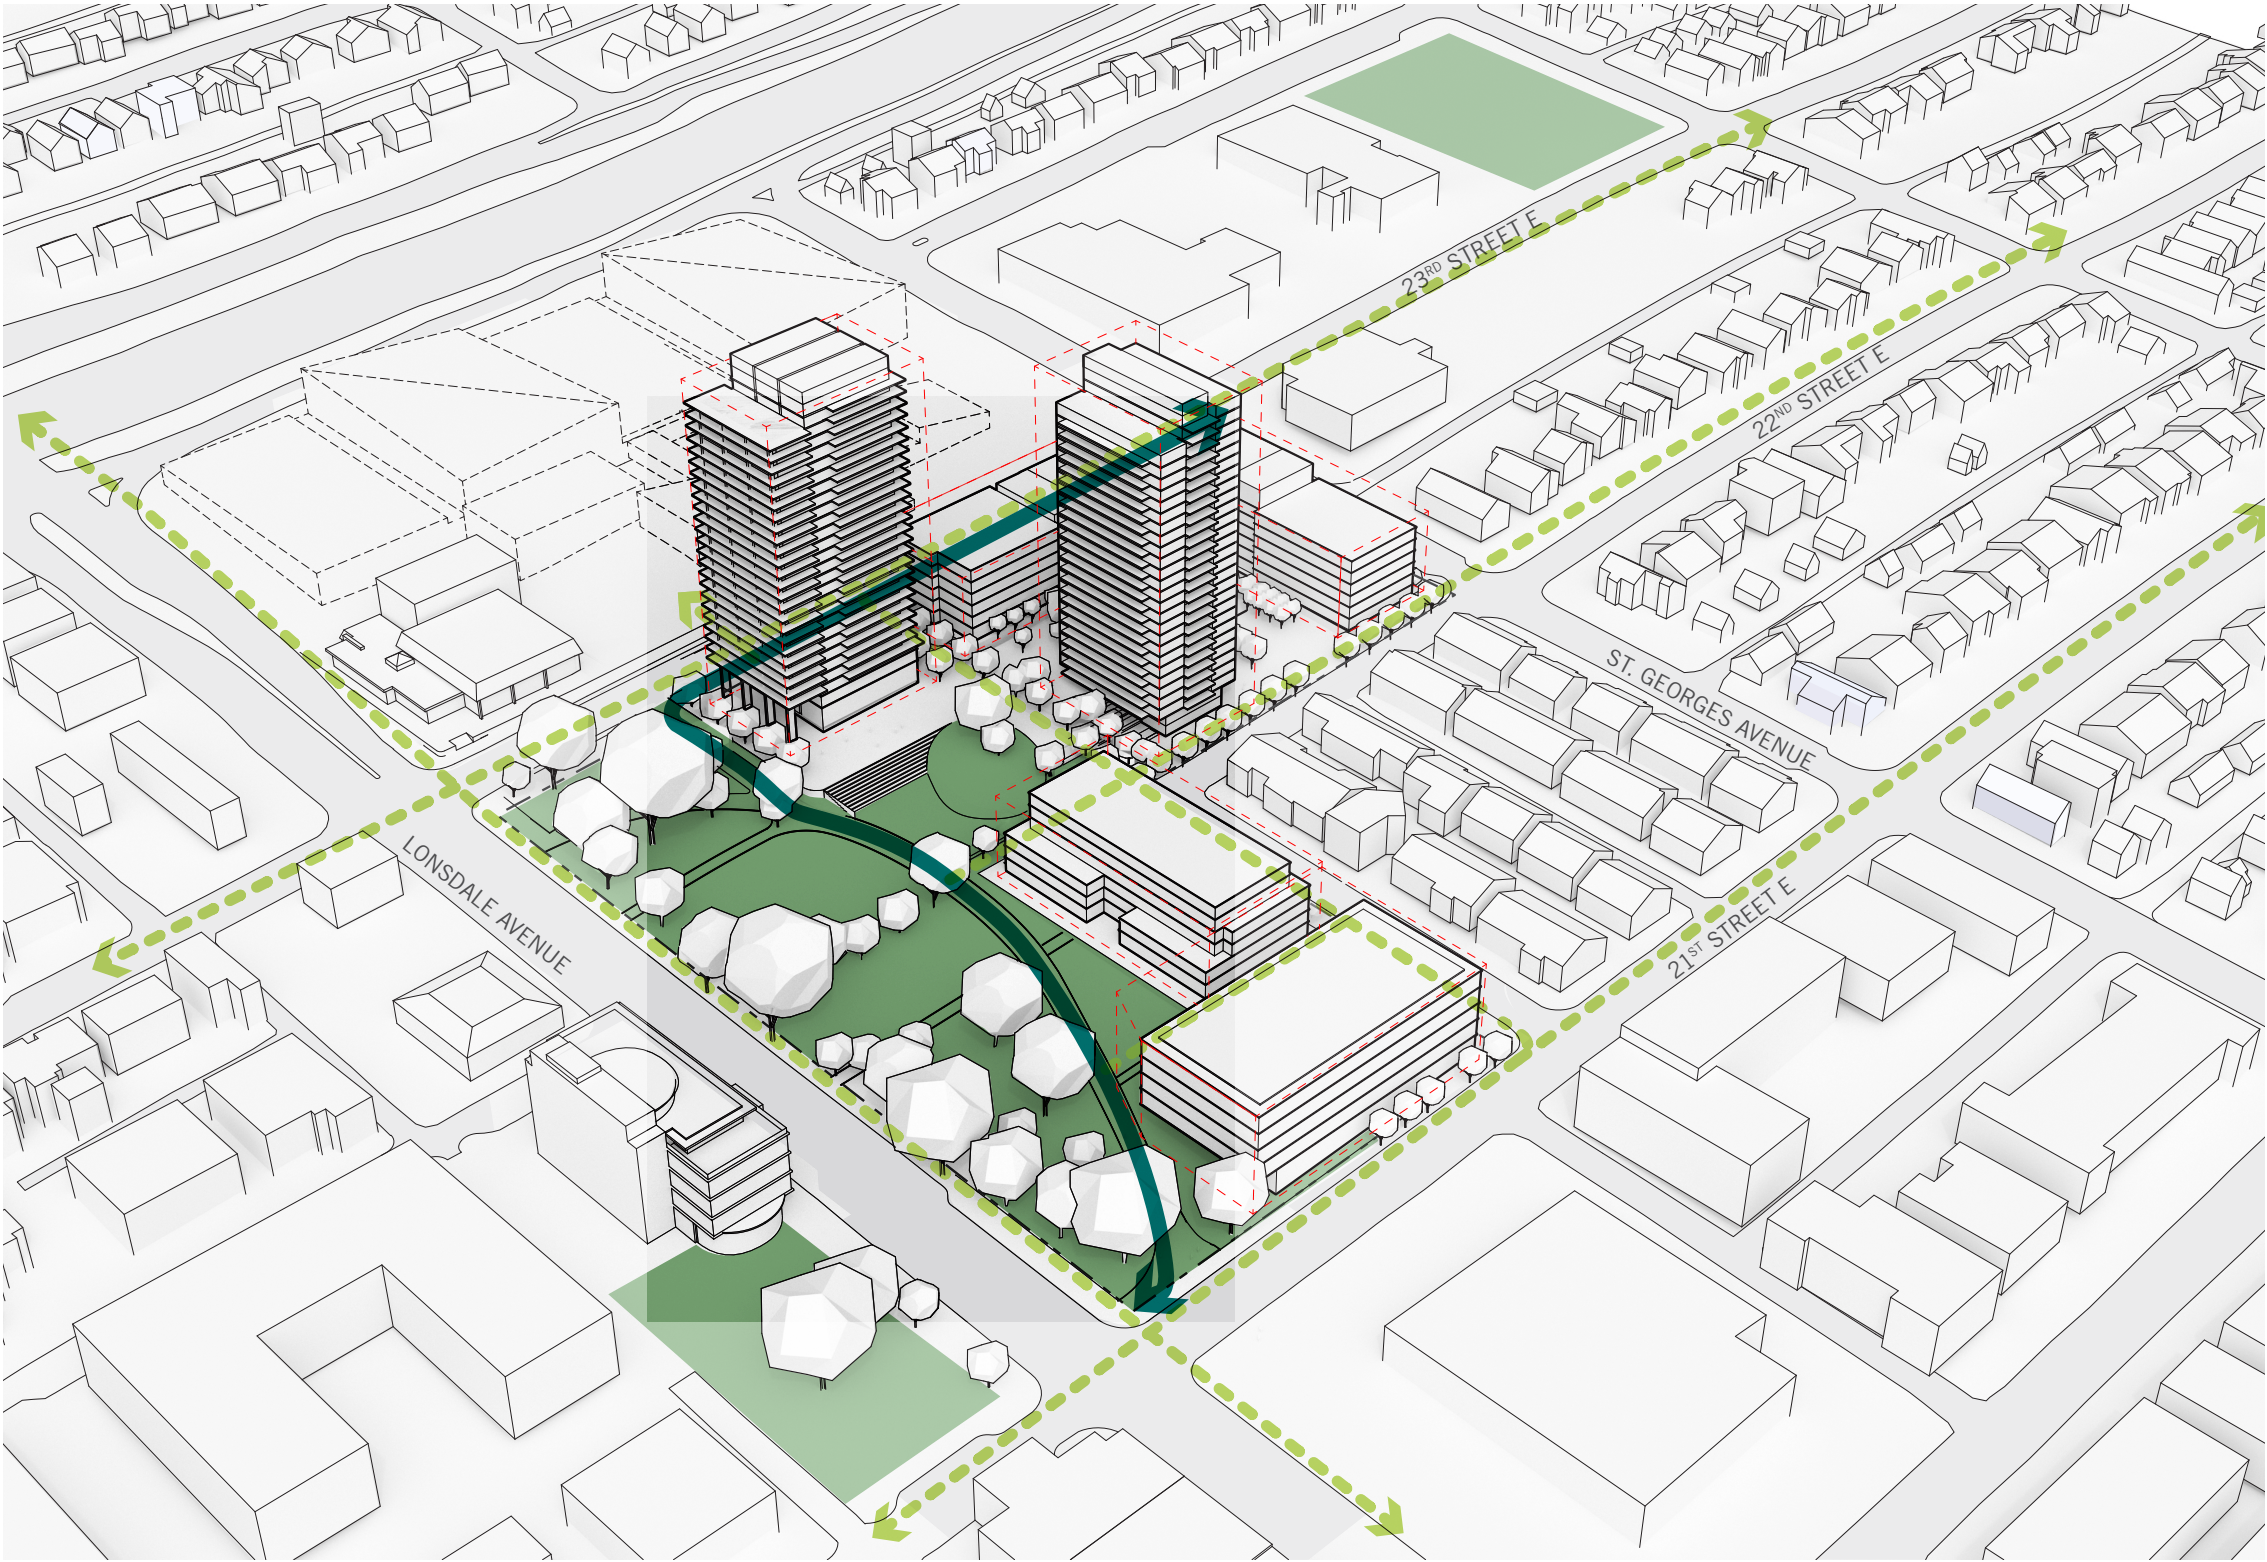 23RD STREET E
22ND STREET E
ST. GEORGES AVENUE
LONSDALE AVENUE
21ST STREET E